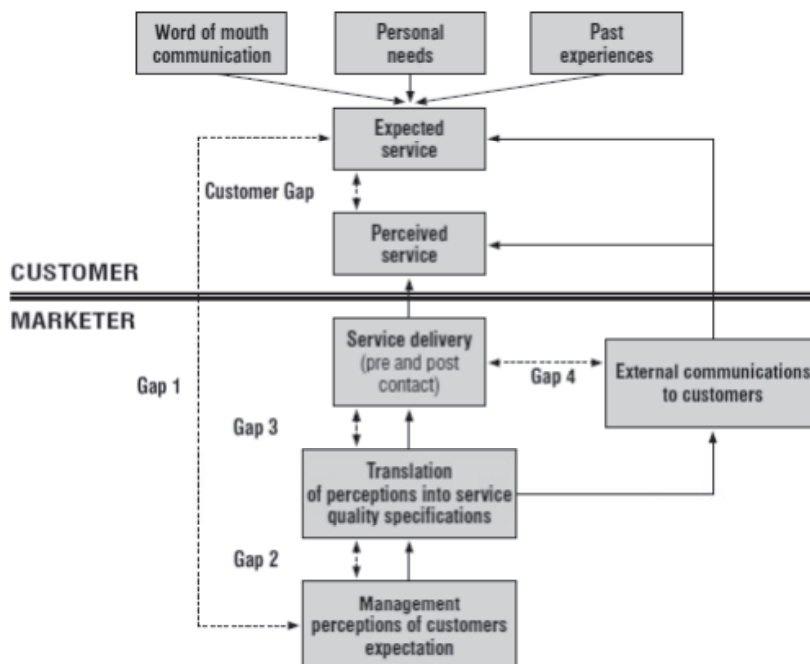 Word of mouth
communication
Personal
needs
Past
experiences
Expected
service
Customer Gap
Perceived
service
CUSTOMER
MARKETER
Service delivery
(pre and post
contact)
Gap 4
External communications
to customers
Gap 1
Gap 3
Translation
of perceptions into service
quality specifications
Gap 2
Management
perceptions of customers
expectation